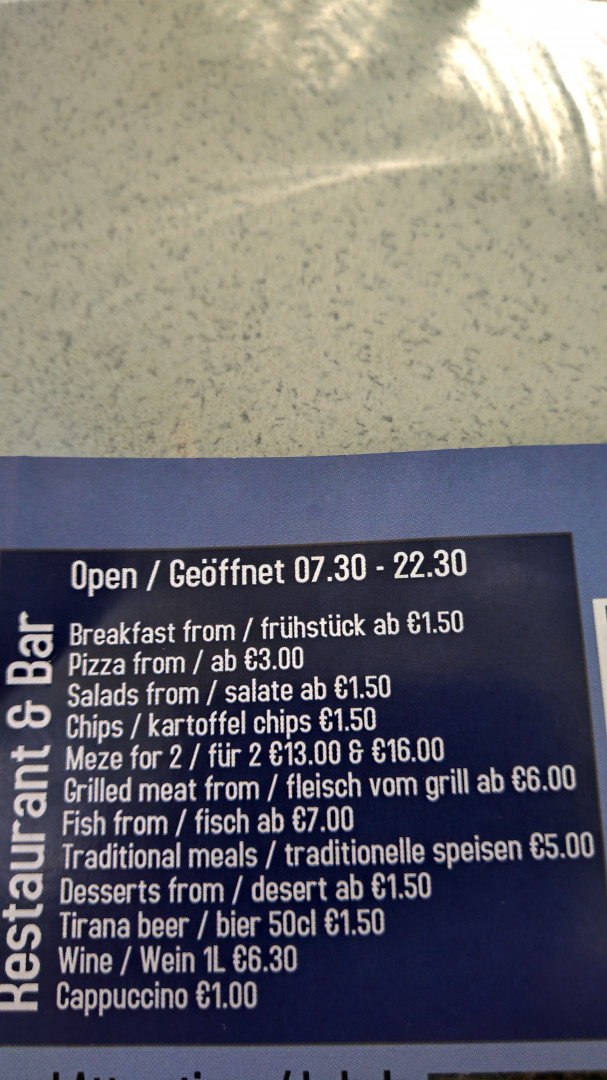 Restaurant & Bar
Open / Geöffnet 07.30 - 22.30
Breakfast from / frühstück ab €1.50
Pizza from / ab €3.00
Salads from / salate ab €1.50
Chips / kartoffel chips €1.50
Meze for 2 / für 2 €13.00 & €16.00
Grilled meat from / fleisch vom grill ab €6.00
Fish from / fisch ab €7.00
Traditional meals / traditionelle speisen €5.00
Desserts from / desert ab €1.50
Tirana beer / bier 50cl €1.50
Wine / Wein 1L €6.30
Cappuccino €1.00